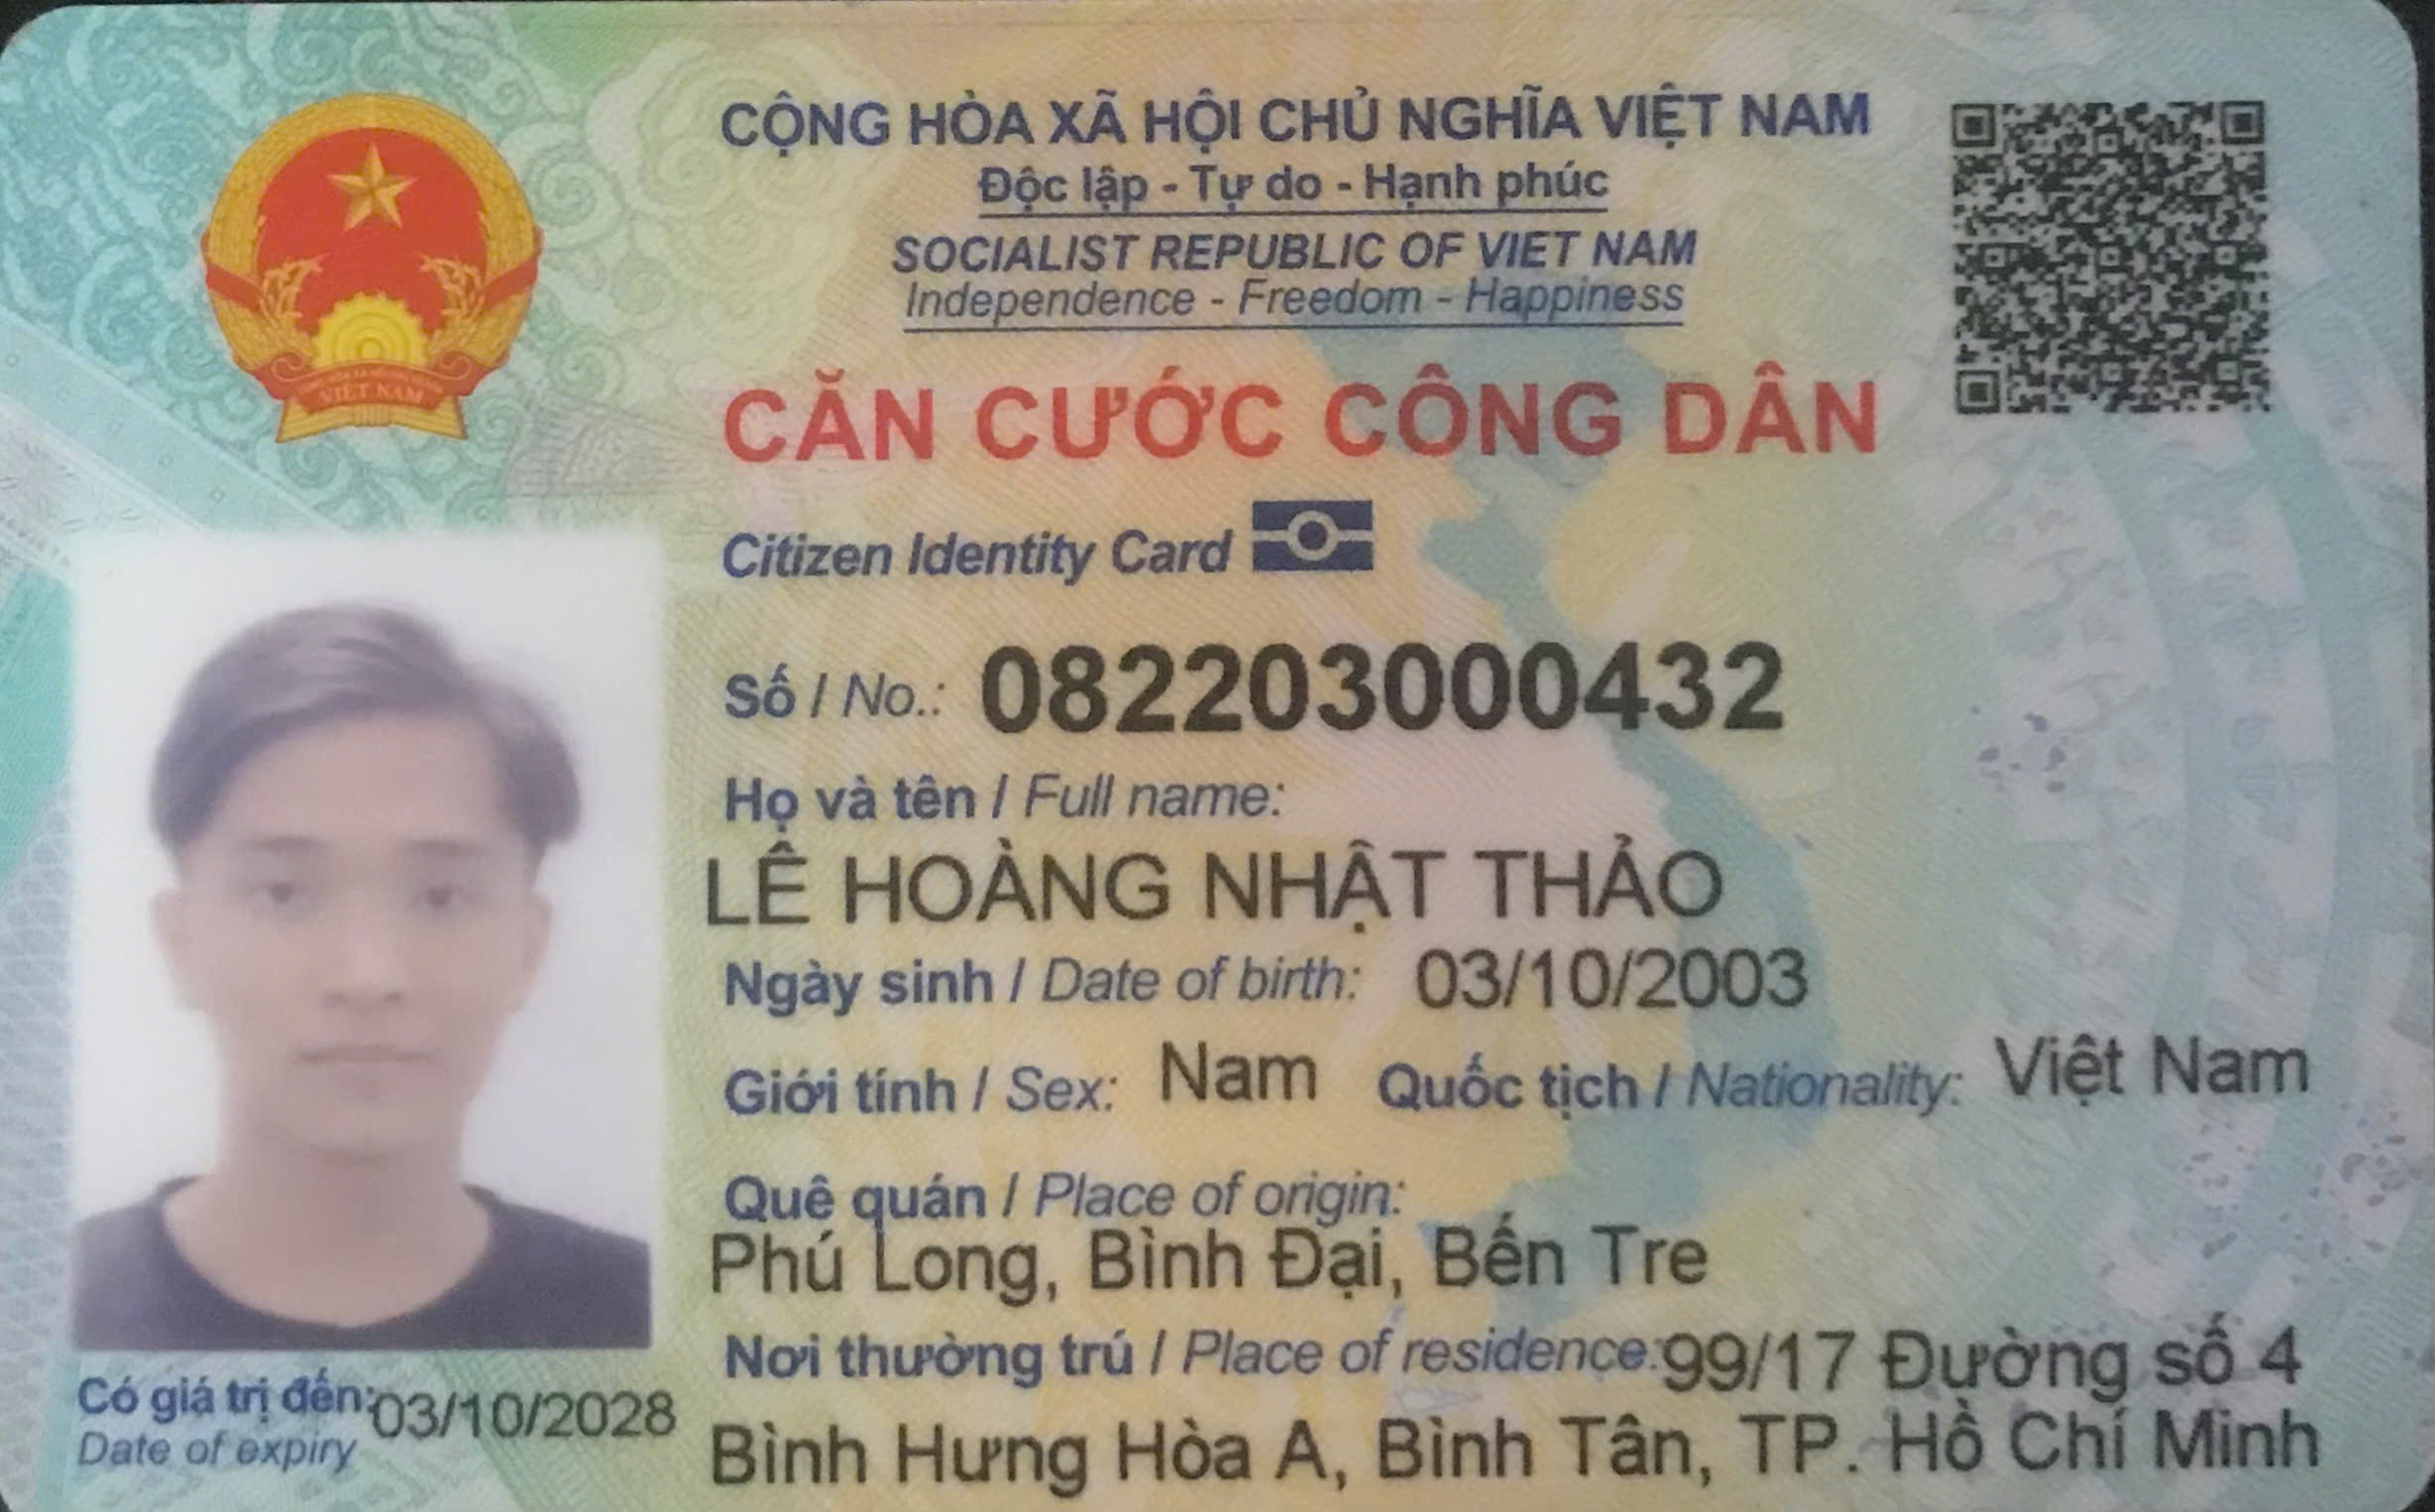 CỘNG HÒA XÃ HỘI CHỦ NGHĨA VIỆT NAM
Độc lập - Tự do - Hạnh phúc
SOCIALIST REPUBLIC OF VIET NAM
Independence - Freedom - Happiness
VIỆT NAM
CĂN CƯỚC CÔNG DÂN
Citizen Identity Card
Số / No.: 082203000432
Họ và tên / Full name:
LÊ HOÀNG NHẬT THẢO
Ngày sinh / Date of birth: 03/10/2003
Giới tính / Sex: Nam Quốc tịch / Nationality: Việt Nam
Quê quán / Place of origin:
Phú Long, Bình Đại, Bến Tre
Nơi thường trú / Place of residence: 99/17 Đường số 4
Bình Hưng Hòa A, Bình Tân, TP. Hồ Chí Minh
Có giá trị đến: 03/10/2028
Date of expiry